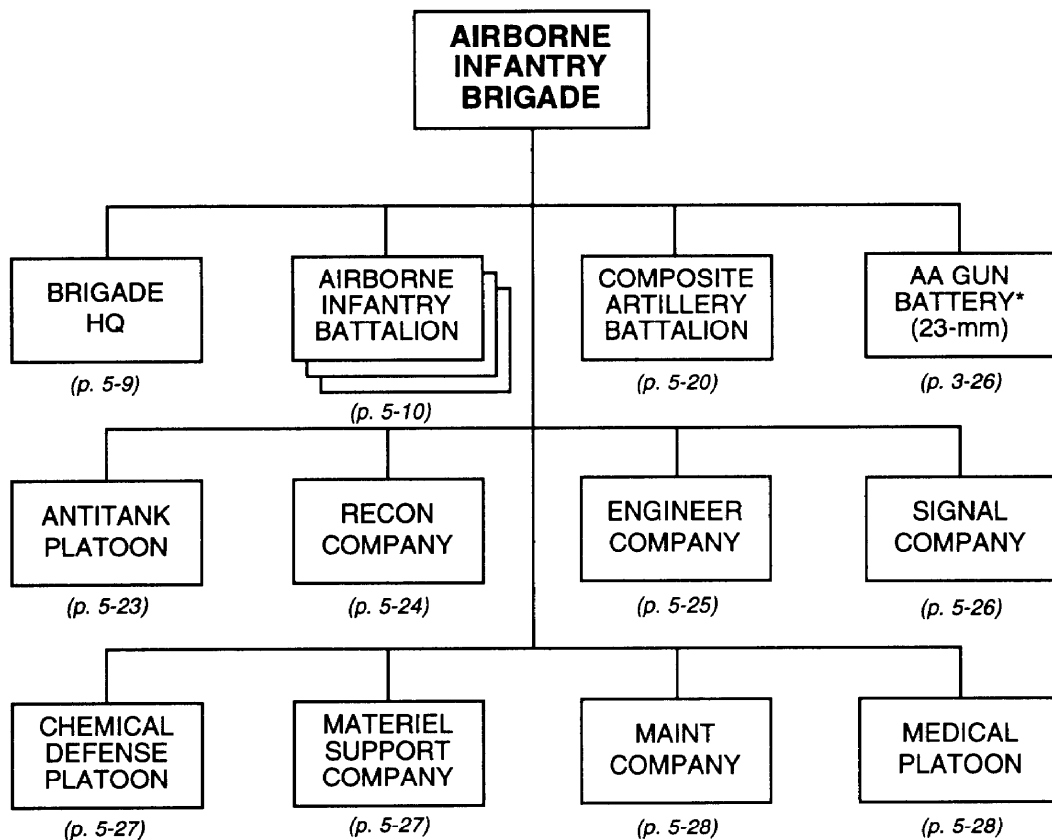 AIRBORNE
INFANTRY
BRIGADE
BRIGADE
HQ
(p. 5-9)
AIRBORNE
INFANTRY
BATTALION
(p. 5-10)
COMPOSITE
ARTILLERY
BATTALION
(p. 5-20)
AA GUN
BATTERY*
(23-mm)
(p. 3-26)
ANTITANK
PLATOON
(p. 5-23)
RECON
COMPANY
(p. 5-24)
ENGINEER
COMPANY
(p. 5-25)
SIGNAL
COMPANY
(p. 5-26)
CHEMICAL
DEFENSE
PLATOON
(p. 5-27)
MATERIEL
SUPPORT
COMPANY
(p. 5-27)
MAINT
COMPANY
(p. 5-28)
MEDICAL
PLATOON
(p. 5-28)